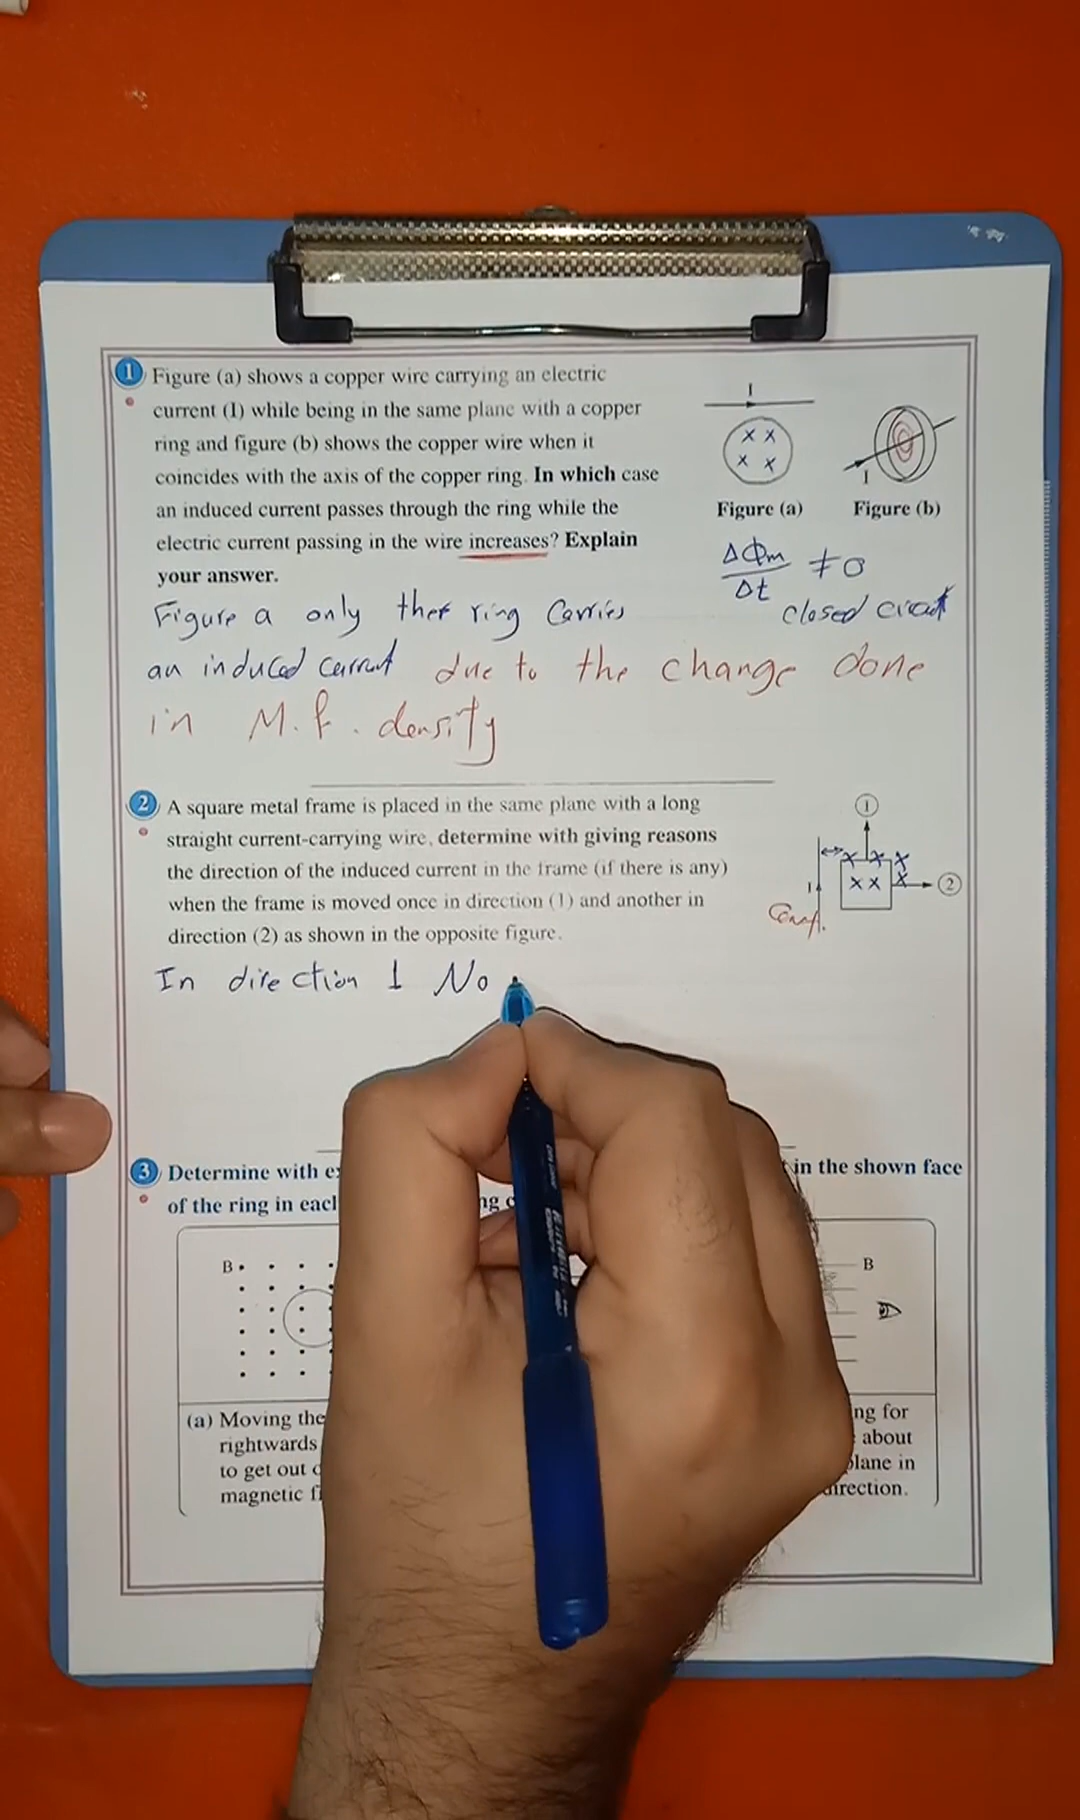 1 Figure (a) shows a copper wire carrying an electric
current (I) while being in the same plane with a copper
ring and figure (b) shows the copper wire when it
coincides with the axis of the copper ring. In which case
an induced current passes through the ring while the
electric current passing in the wire increases? Explain
your answer.
I
I
Figure (a) Figure (b)
ΔΦm/Δt ≠ 0
closed
Figure a only ring carries
an induced due to the change done
in M.f. density
2 A square metal frame is placed in the same plane with a long
straight current-carrying wire, determine with giving reasons
the direction of the induced current in the frame (if there is any)
when the frame is moved once in direction (1) and another in
direction (2) as shown in the opposite figure.
1
I
2
In direction 1 No
3 Determine with in the shown face
of the ring in
B
B
(a) Moving the
rightwards
to get out
magnetic
for
about
plane in
direction.